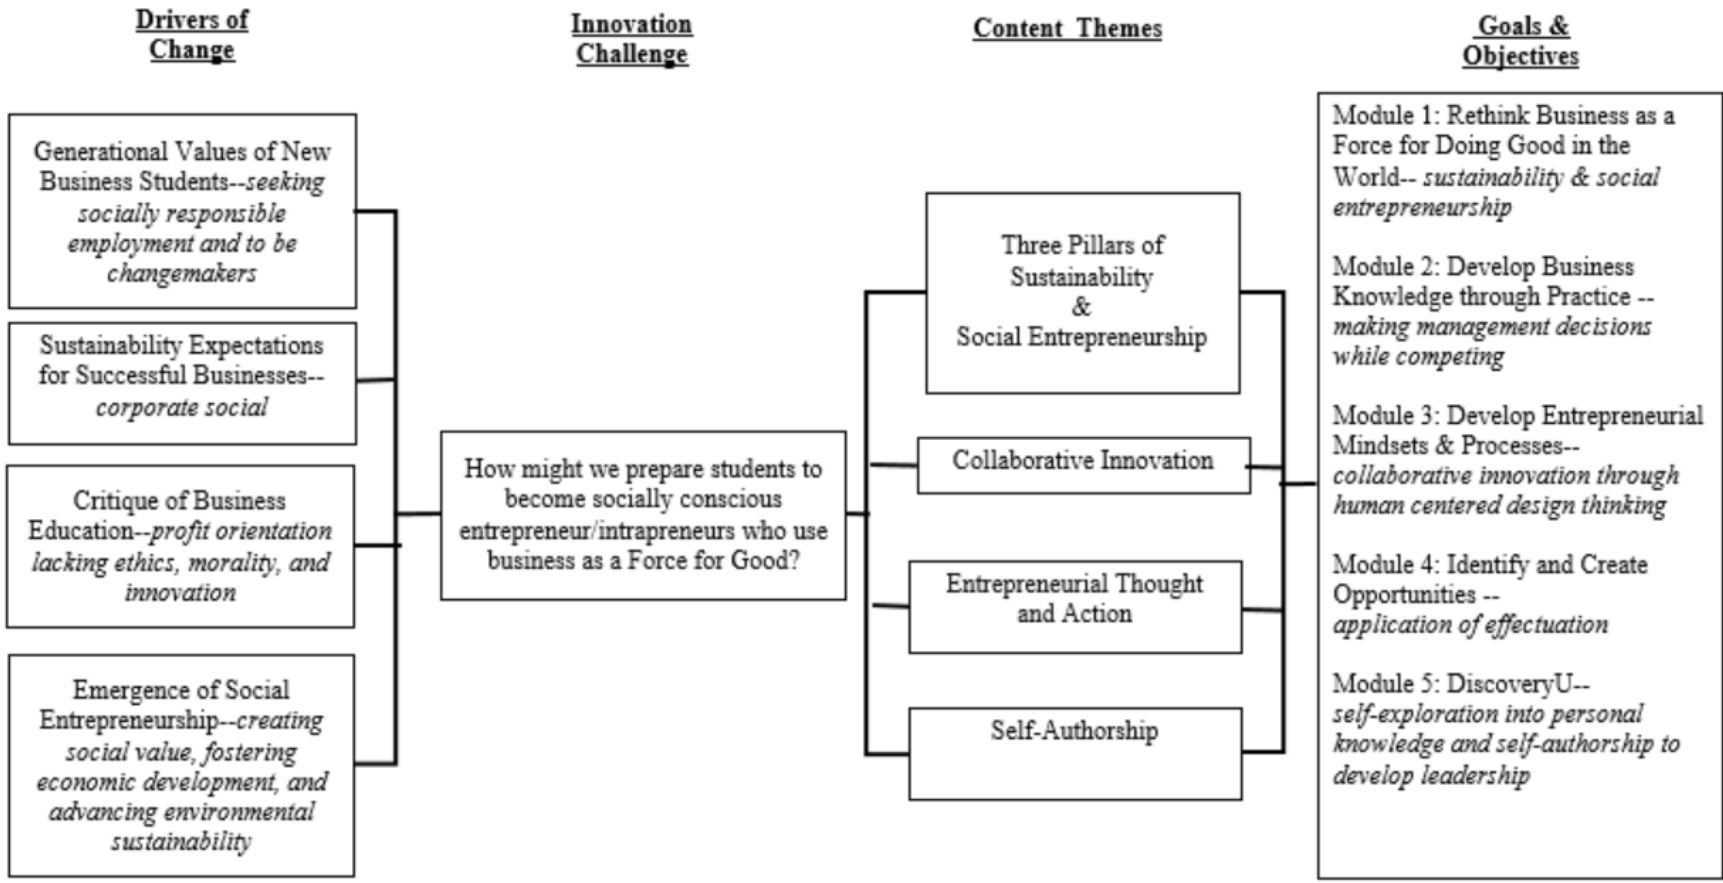 Drivers of
Change
Generational Values of New
Business Students--seeking
socially responsible
employment and to be
changemakers
Sustainability Expectations
for Successful Businesses--
corporate social
Critique of Business
Education--profit orientation
lacking ethics, morality, and
innovation
Emergence of Social
Entrepreneurship--creating
social value, fostering
economic development, and
advancing environmental
sustainability
Innovation
Challenge
How might we prepare students to
become socially conscious
entrepreneur/intrapreneurs who use
business as a Force for Good?
Content Themes
Three Pillars of
Sustainability
&
Social Entrepreneurship
Collaborative Innovation
Entrepreneurial Thought
and Action
Self-Authorship
Goals &
Objectives
Module 1: Rethink Business as a
Force for Doing Good in the
World-- sustainability & social
entrepreneurship
Module 2: Develop Business
Knowledge through Practice --
making management decisions
while competing
Module 3: Develop Entrepreneurial
Mindsets & Processes--
collaborative innovation through
human centered design thinking
Module 4: Identify and Create
Opportunities --
application of effectuation
Module 5: DiscoveryU--
self-exploration into personal
knowledge and self-authorship to
develop leadership